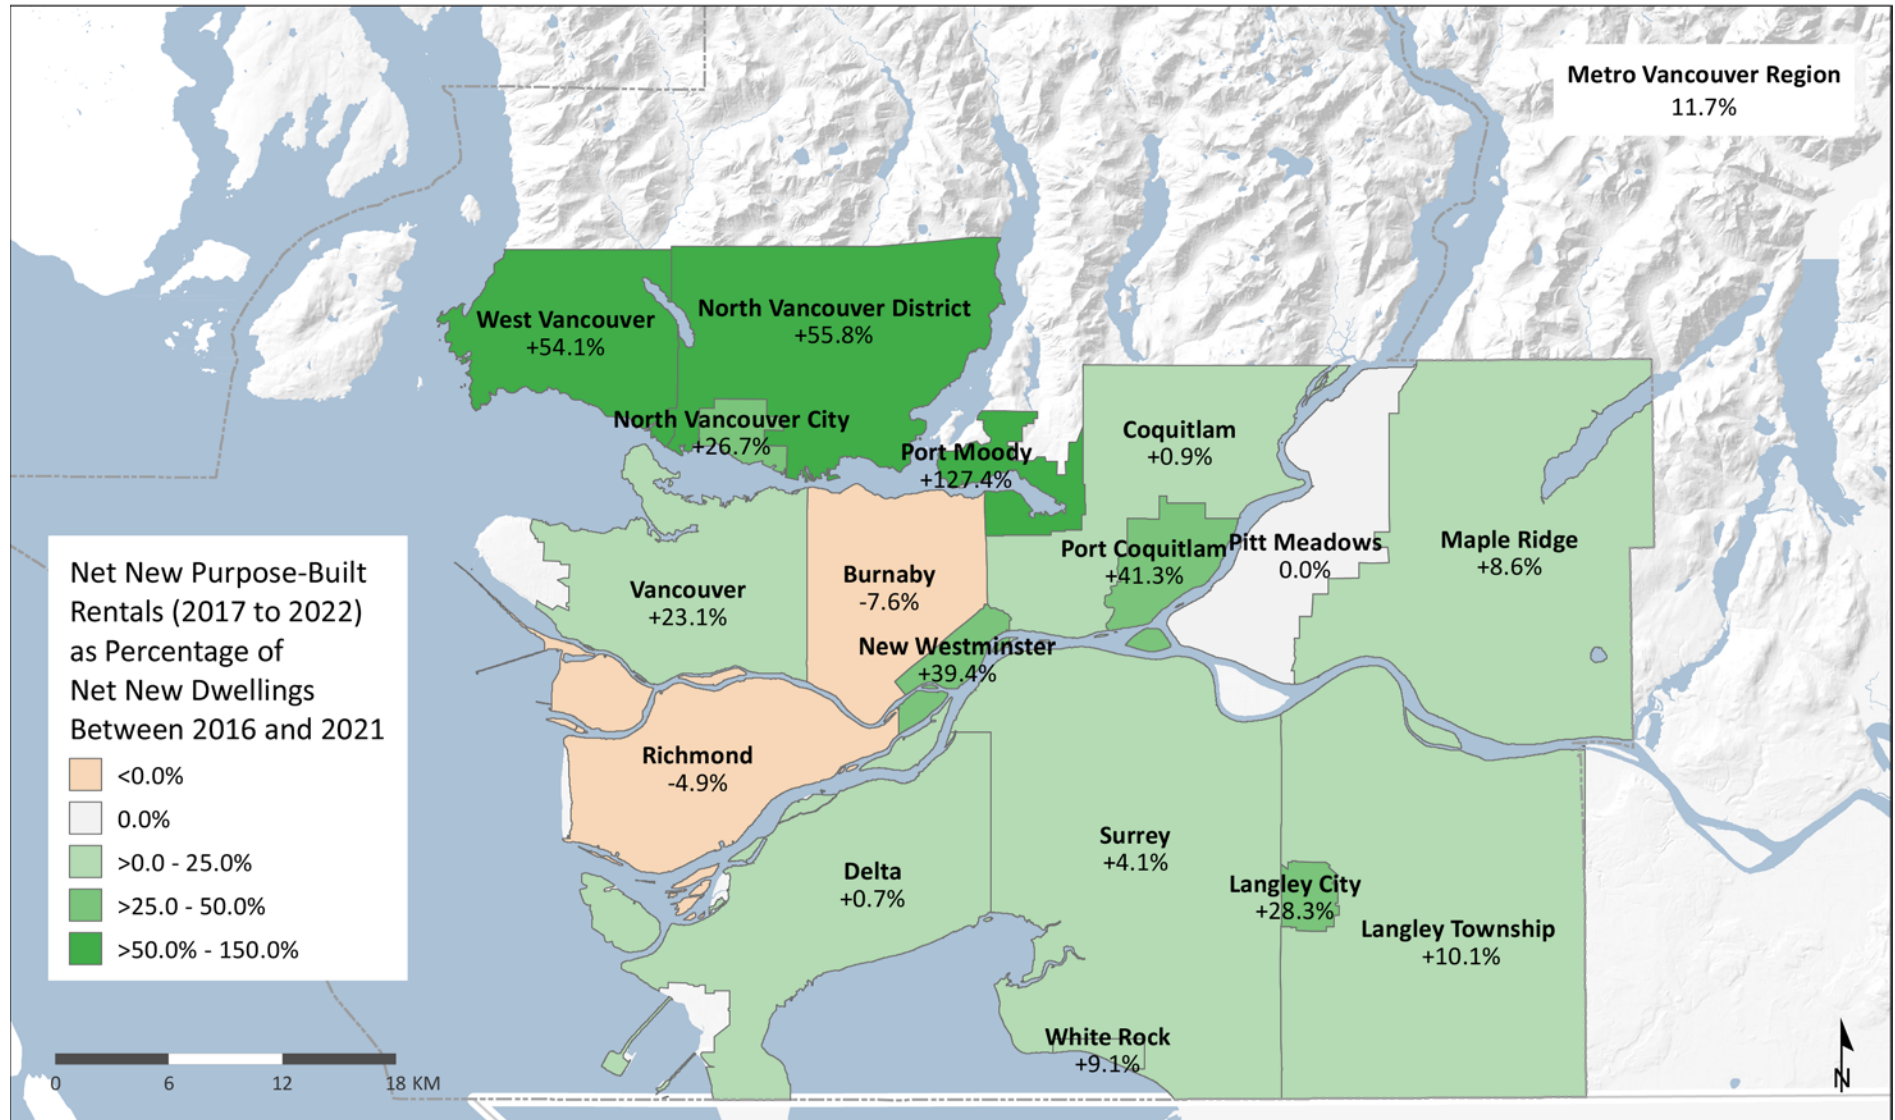 Metro Vancouver Region
11.7%
West Vancouver
+54.1%
North Vancouver District
+55.8%
North Vancouver City
+26.7%
Port Moody
+127.4%
Coquitlam
+0.9%
Port Coquitlam
+41.3%
Pitt Meadows
0.0%
Maple Ridge
+8.6%
Vancouver
+23.1%
Burnaby
-7.6%
New Westminster
+39.4%
Richmond
-4.9%
Delta
+0.7%
Surrey
+4.1%
Langley City
+28.3%
Langley Township
+10.1%
White Rock
+9.1%
Net New Purpose-Built
Rentals (2017 to 2022)
as Percentage of
Net New Dwellings
Between 2016 and 2021
<0.0%
0.0%
>0.0 - 25.0%
>25.0 - 50.0%
>50.0% - 150.0%
0 6 12 18 KM
N